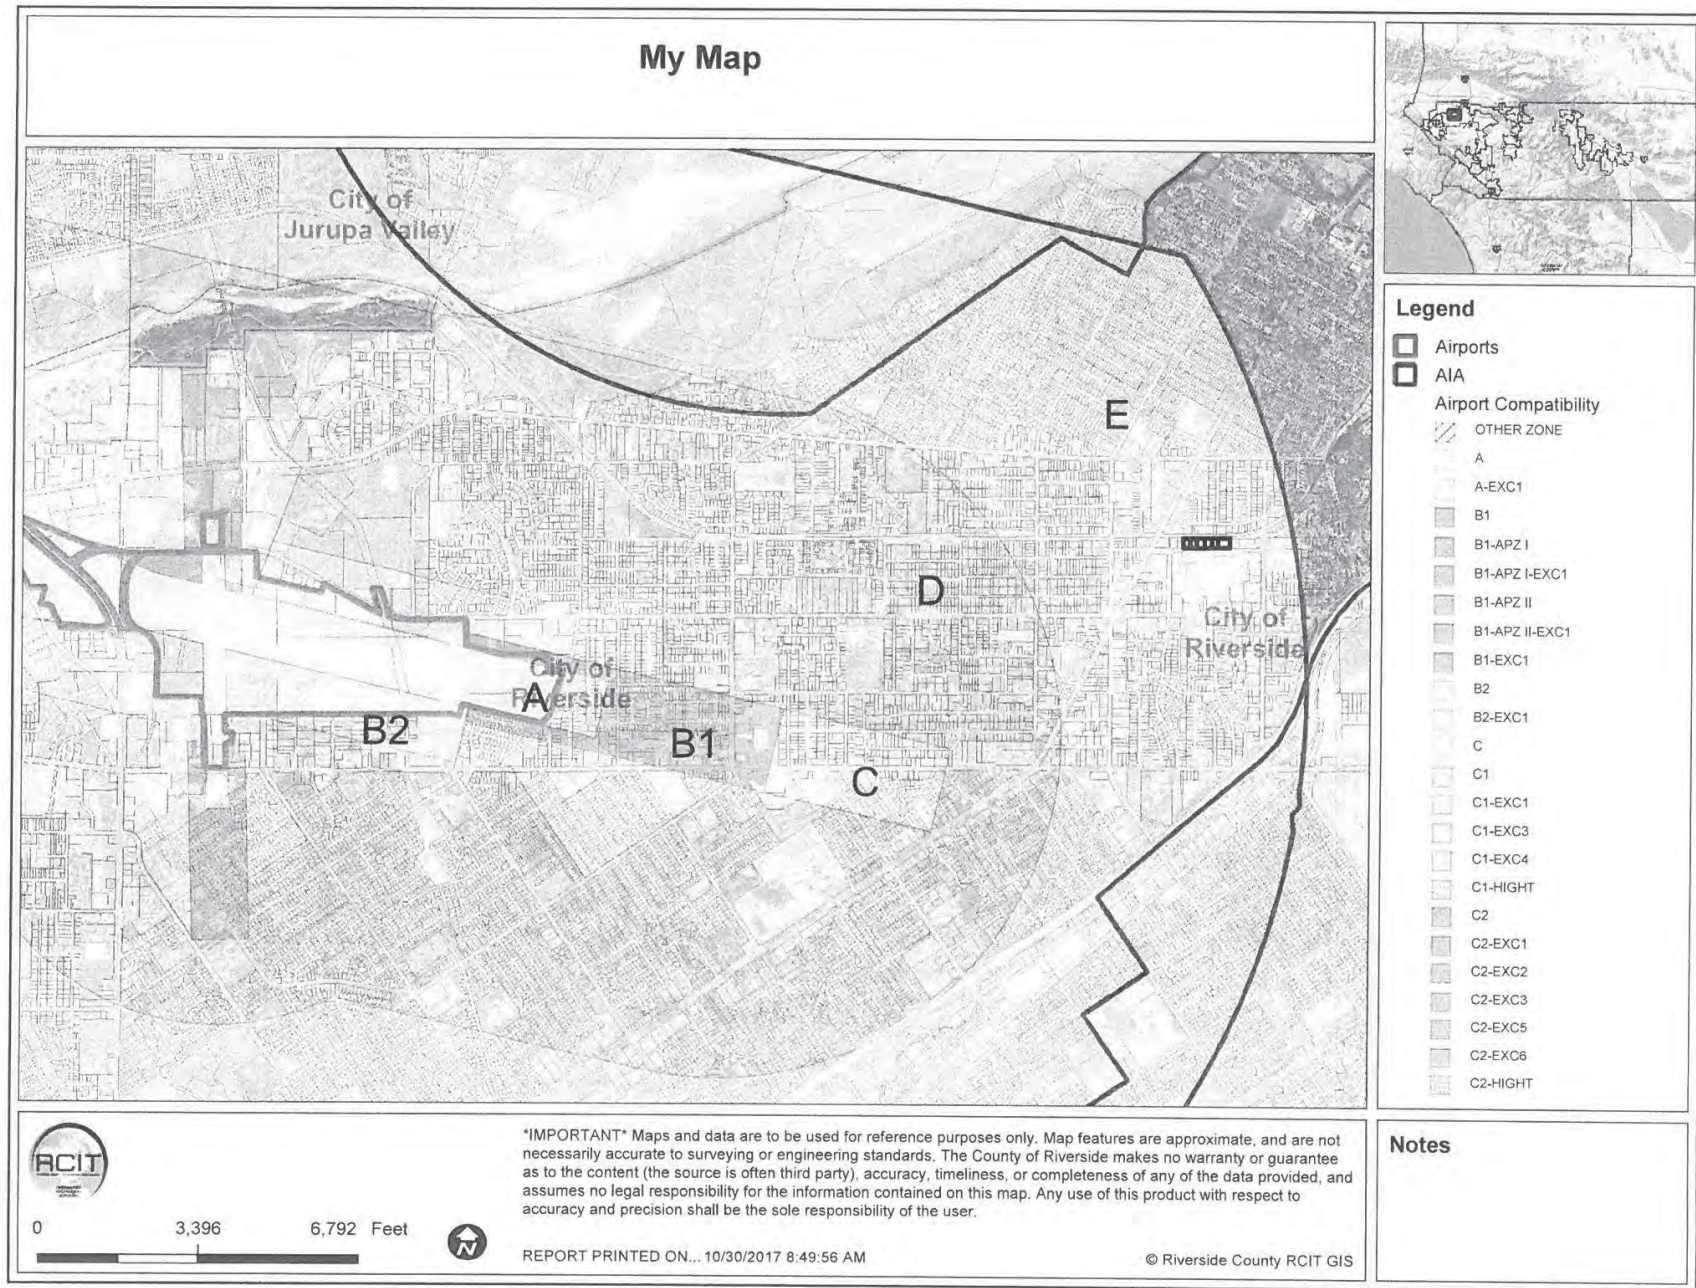 My Map
City of
Jurupa Valley
E
D
City of
Riverside
City of
Riverside
A
B2
B1
C
Legend
Airports
AIA
Airport Compatibility
OTHER ZONE
A
A-EXC1
B1
B1-APZ I
B1-APZ I-EXC1
B1-APZ II
B1-APZ II-EXC1
B1-EXC1
B2
B2-EXC1
C
C1
C1-EXC1
C1-EXC3
C1-EXC4
C1-HIGHT
C2
C2-EXC1
C2-EXC2
C2-EXC3
C2-EXC5
C2-EXC6
C2-HIGHT
RCIT
*IMPORTANT* Maps and data are to be used for reference purposes only. Map features are approximate, and are not
necessarily accurate to surveying or engineering standards. The County of Riverside makes no warranty or guarantee
as to the content (the source is often third party), accuracy, timeliness, or completeness of any of the data provided, and
assumes no legal responsibility for the information contained on this map. Any use of this product with respect to
accuracy and precision shall be the sole responsibility of the user.
0 3,396 6,792 Feet
N
REPORT PRINTED ON... 10/30/2017 8:49:56 AM
© Riverside County RCIT GIS
Notes